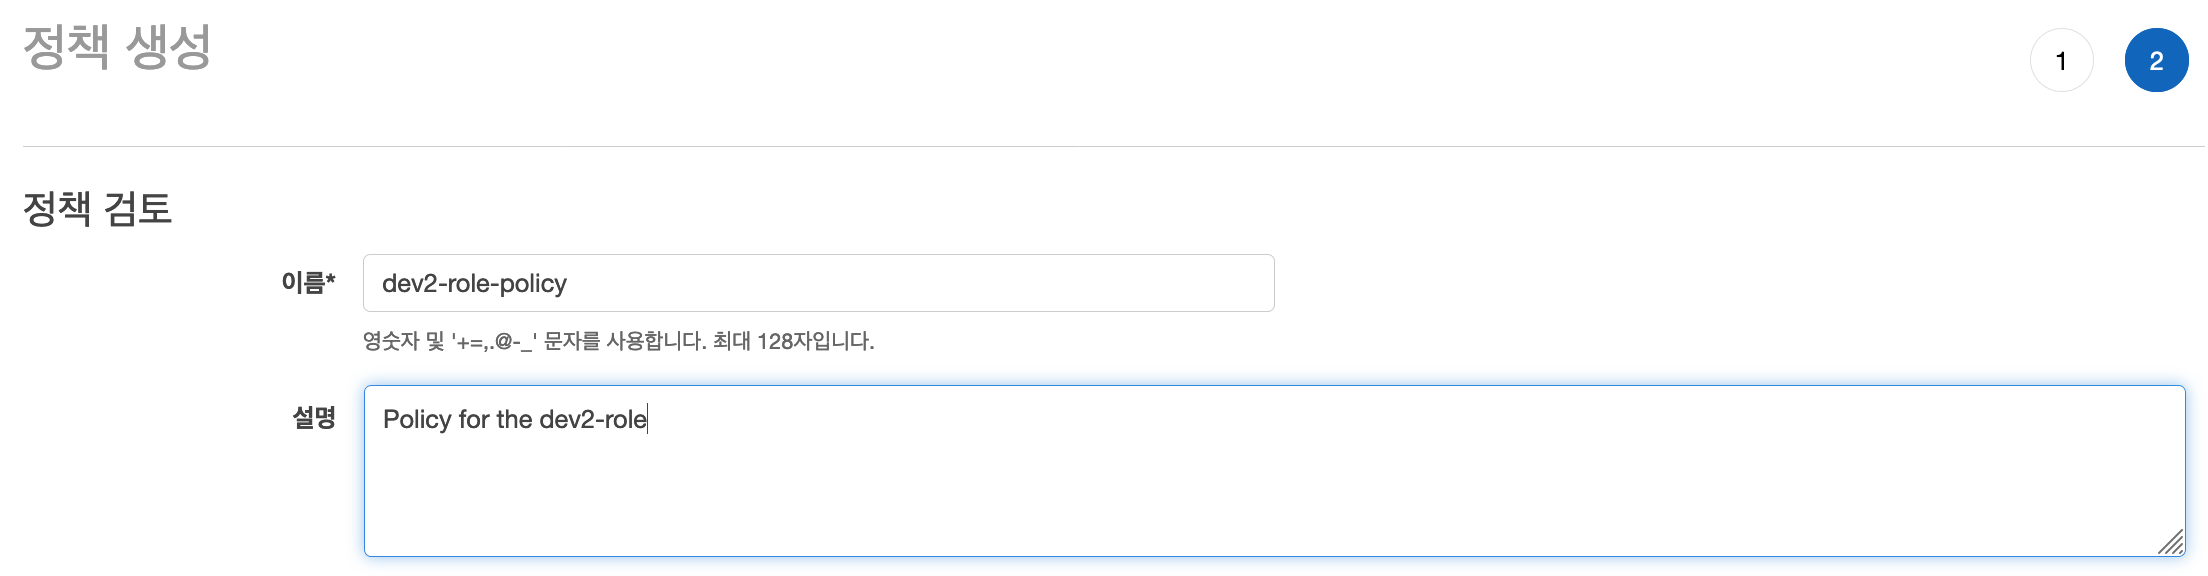 정책 생성
1
2
정책 검토
이름*
dev2-role-policy
영숫자 및 '+=,.@-_' 문자를 사용합니다. 최대 128자입니다.
설명
Policy for the dev2-role